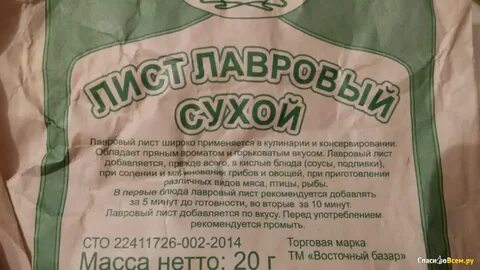 ЛИСТ ЛАВРОВЫЙ
СУХОЙ
Лавровый лист широко применяется в кулинарии и консервировании.
Обладает пряным ароматом и горьковатым вкусом. Лавровый лист
добавляется, прежде всего, в кислые блюда (соусы, подливки),
при солении и мариновании грибов и овощей, при приготовлении
различных видов мяса, птицы, рыбы.
В первые блюда лавровый лист рекомендуется добавлять
за 5 минут до готовности, во вторые за 10 минут.
Лавровый лист добавляется по вкусу. Перед употреблением
рекомендуется промыть.
СТО 22411726-002-2014
Торговая марка
Масса нетто: 20 г
ТМ «Восточный базар»
СпасибоВсем.ру